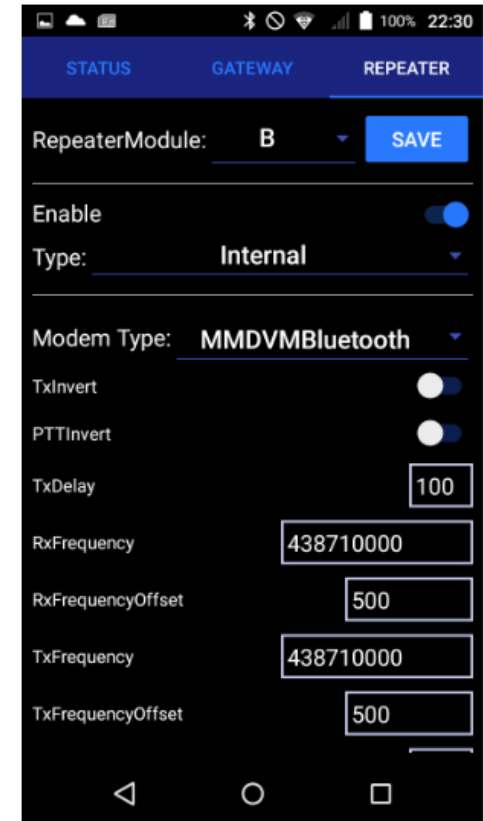 100% 22:30
STATUS GATEWAY REPEATER
RepeaterModule: B SAVE
Enable
Type: Internal
Modem Type: MMDVMBluetooth
TxInvert
PTTInvert
TxDelay 100
RxFrequency 438710000
RxFrequencyOffset 500
TxFrequency 438710000
TxFrequencyOffset 500